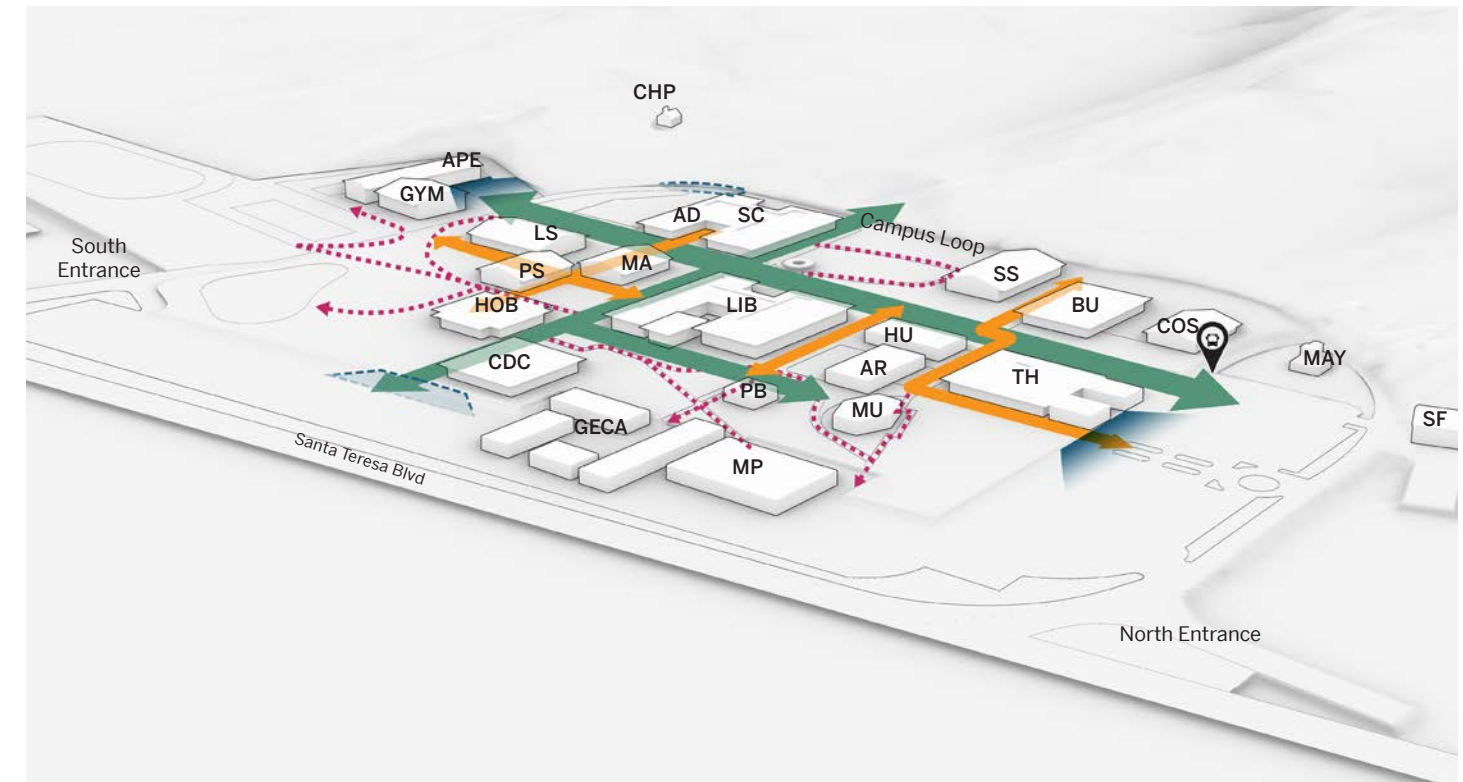 CHP
APE
GYM
AD
SC
Campus Loop
LS
South
Entrance
MA
PS
SS
HOB
LIB
BU
COS
HU
MAY
CDC
AR
TH
PB
MU
SF
GECA
Santa Teresa Blvd
MP
North Entrance